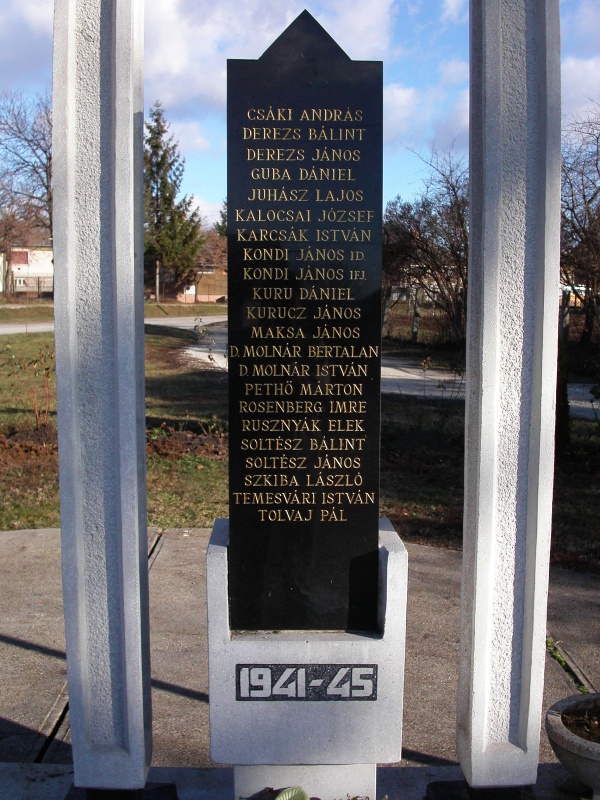 CSÁKI ANDRÁS
DEREZS BÁLINT
DEREZS JÁNOS
GUBA DÁNIEL
JUHÁSZ LAJOS
KALOCSAI JÓZSEF
KARCSÁK ISTVÁN
KONDI JÁNOS ID.
KONDI JÁNOS IFJ.
KURU DÁNIEL
KURUCZ JÁNOS
MAKSA JÁNOS
D. MOLNÁR BERTALAN
D. MOLNÁR ISTVÁN
PETHŐ MÁRTON
ROSENBERG IMRE
RUSZNYÁK ELEK
SOLTÉSZ BÁLINT
SOLTÉSZ JÁNOS
SZKIBA LÁSZLÓ
TEMESVÁRI ISTVÁN
TOLVAJ PÁL
1941-45